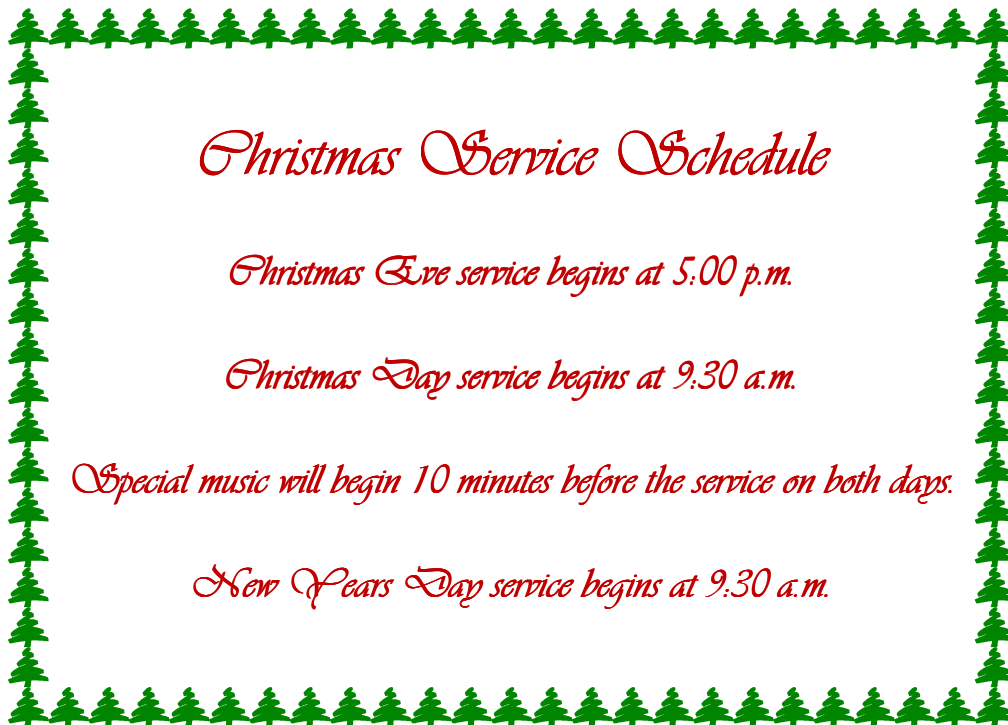 Christmas Service Schedule
Christmas Eve service begins at 5:00 p.m.
Christmas Day service begins at 9:30 a.m.
Special music will begin 10 minutes before the service on both days.
New Years Day service begins at 9:30 a.m.